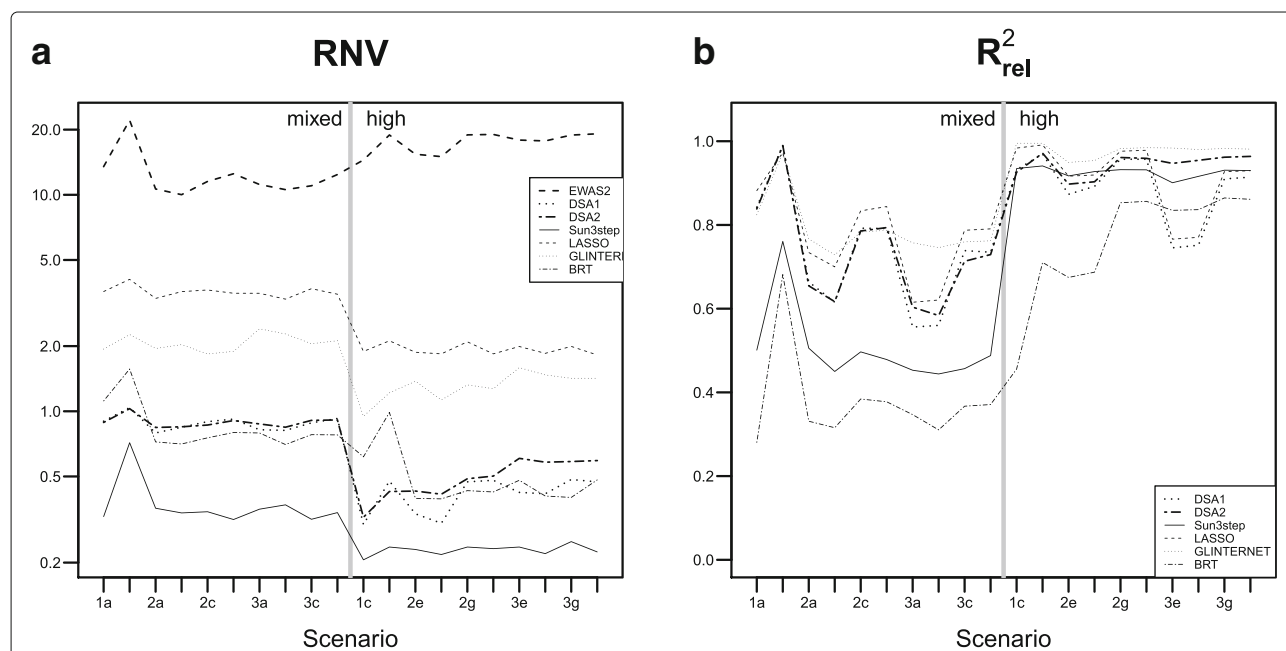 a
RNV
mixed
high
20.0
10.0
5.0
2.0
1.0
0.5
0.2
EWAS2
DSA1
DSA2
Sun3step
LASSO
GLINTERI
BRT
1a 2a 2c 3a 3c 1c 2e 2g 3e 3g
Scenario
b
R²rel
mixed
high
1.0
0.8
0.6
0.4
0.2
0.0
DSA1
DSA2
Sun3step
LASSO
GLINTERNET
BRT
1a 2a 2c 3a 3c 1c 2e 2g 3e 3g
Scenario